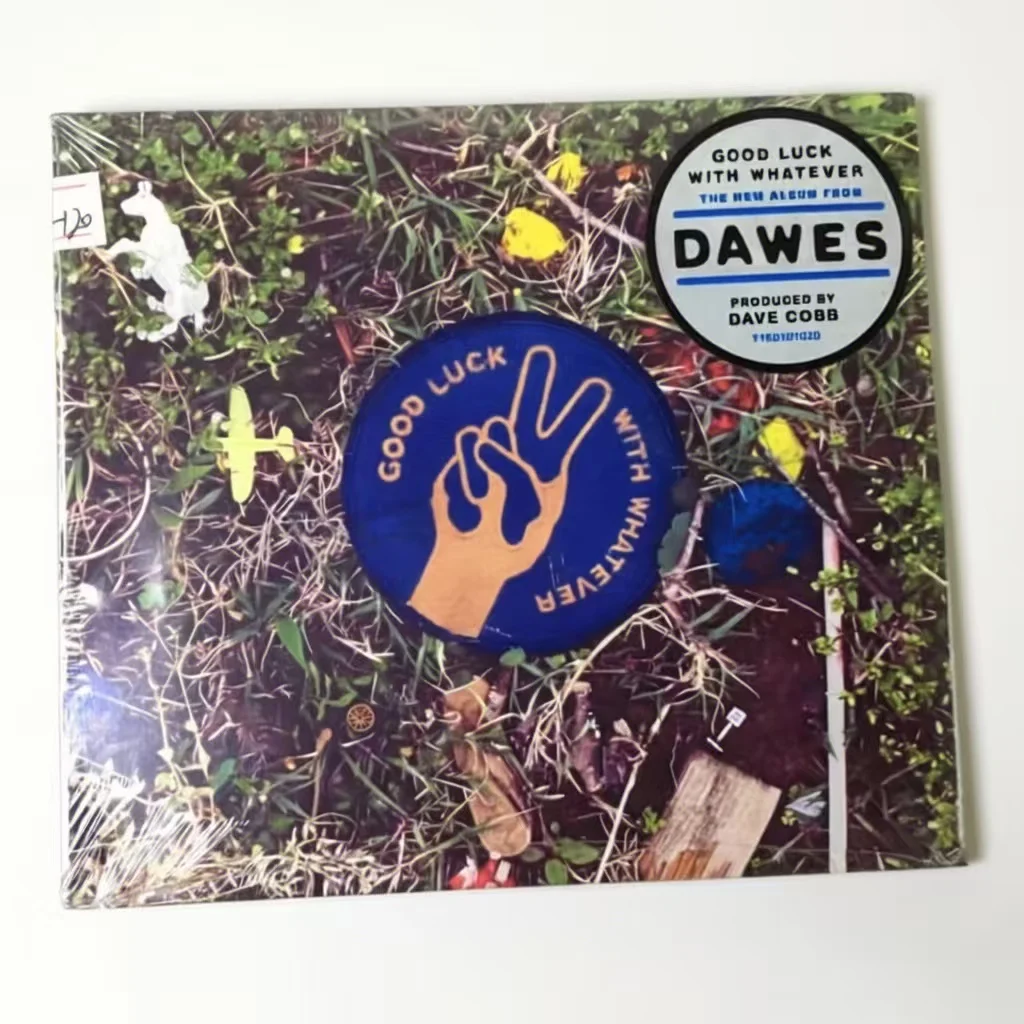 GOOD LUCK
WITH WHATEVER
THE NEW ALBUM FROM
DAWES
PRODUCED BY
DAVE COBB
GOOD LUCK
WITH WHATEVER